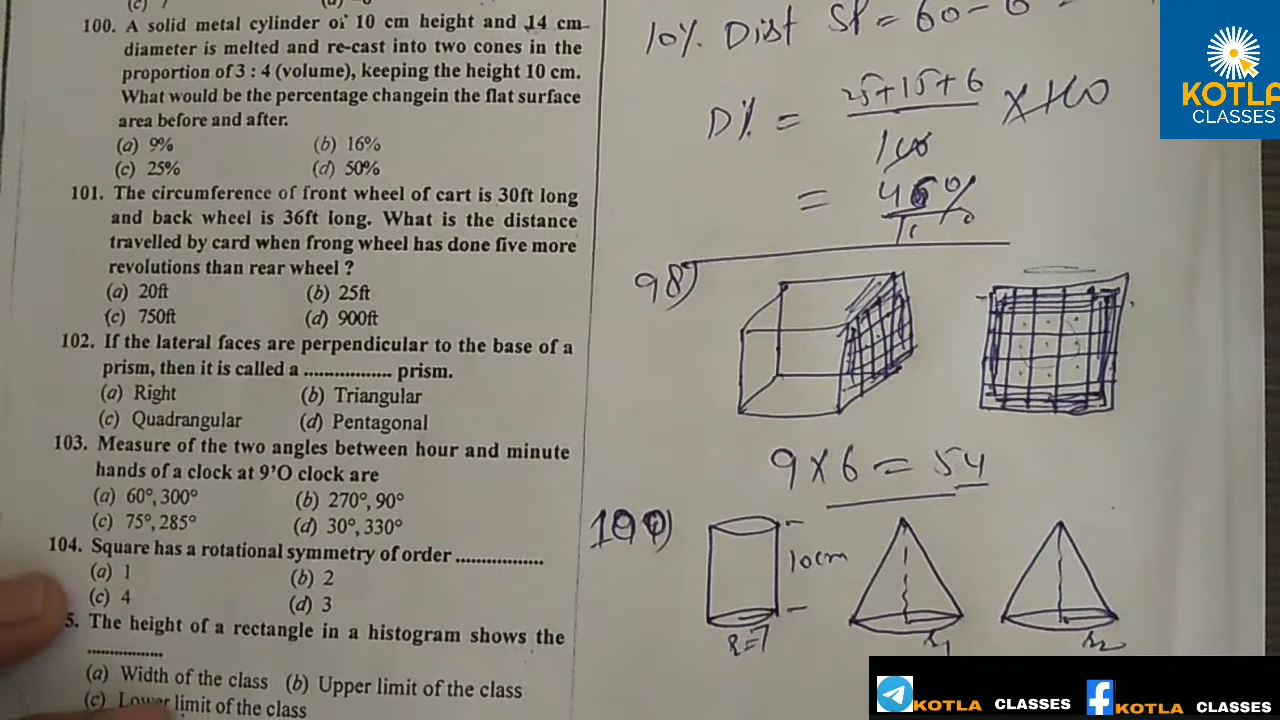 100. A solid metal cylinder of 10 cm height and 14 cm
diameter is melted and re-cast into two cones in the
proportion of 3 : 4 (volume), keeping the height 10 cm.
What would be the percentage changein the flat surface
area before and after.
(a) 9% (b) 16%
(c) 25% (d) 50%
101. The circumference of front wheel of cart is 30ft long
and back wheel is 36ft long. What is the distance
travelled by card when frong wheel has done five more
revolutions than rear wheel ?
(a) 20ft (b) 25ft
(c) 750ft (d) 900ft
102. If the lateral faces are perpendicular to the base of a
prism, then it is called a ................. prism.
(a) Right (b) Triangular
(c) Quadrangular (d) Pentagonal
103. Measure of the two angles between hour and minute
hands of a clock at 9'O clock are
(a) 60°, 300° (b) 270°, 90°
(c) 75°, 285° (d) 30°, 330°
104. Square has a rotational symmetry of order .................
(a) 1 (b) 2
(c) 4 (d) 3
5. The height of a rectangle in a histogram shows the
.................
(a) Width of the class (b) Upper limit of the class
(c) Lower limit of the class
10% Dist SP = 60 - 6 =
D% = 25+15+6 × 100
100
= 46%
98)
9 × 6 = 54
100)
10cm
r=7 r1 r2
KOTLA
CLASSES
KOTLA CLASSES KOTLA CLASSES